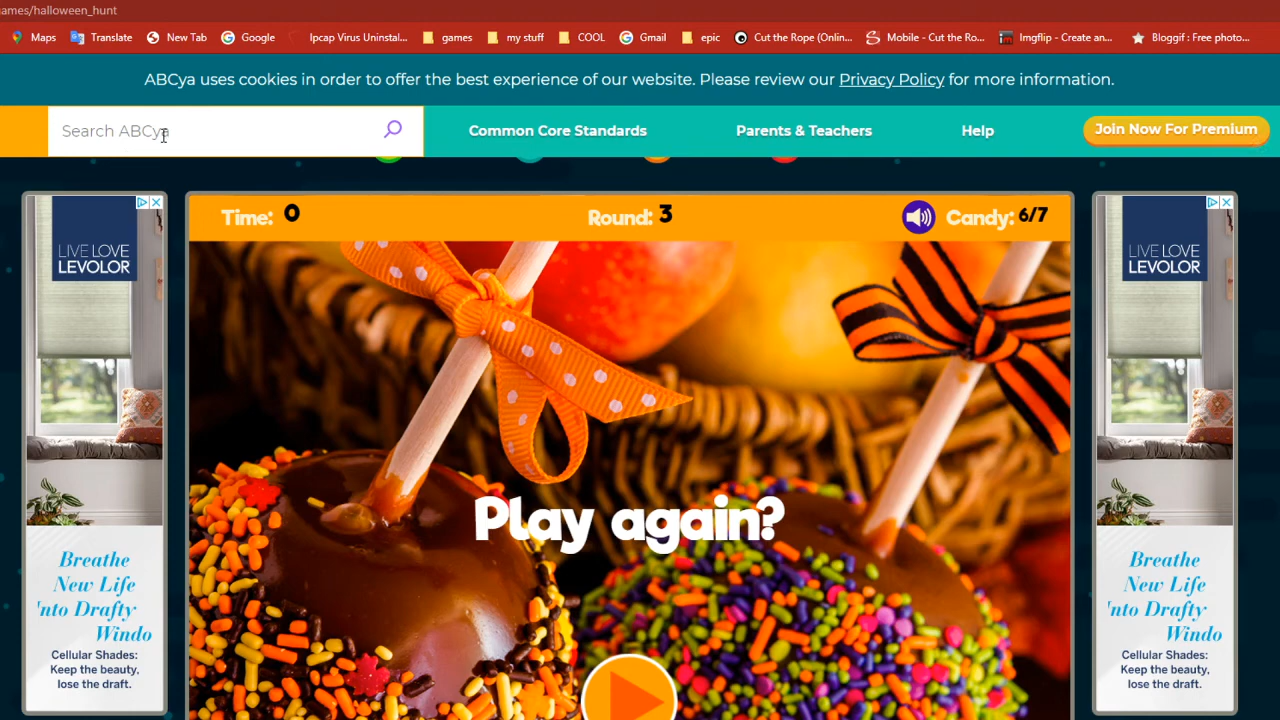 ames/halloween_hunt
Maps Translate New Tab Google Ipcap Virus Uninstal... games my stuff COOL Gmail epic Cut the Rope (Onlin... Mobile - Cut the Ro... Imgflip - Create an... Bloggif : Free photo...
ABCya uses cookies in order to offer the best experience of our website. Please review our Privacy Policy for more information.
Search ABCya Common Core Standards Parents & Teachers Help Join Now For Premium
Time: 0 Round: 3 Candy: 6/7
LIVE LOVE
LEVOLOR
Breathe
New Life
'nto Drafty
Windo
Cellular Shades:
Keep the beauty,
lose the draft.
Play again?
LIVE LOVE
LEVOLOR
Breathe
New Life
'nto Drafty
Windo
Cellular Shades:
Keep the beauty,
lose the draft.